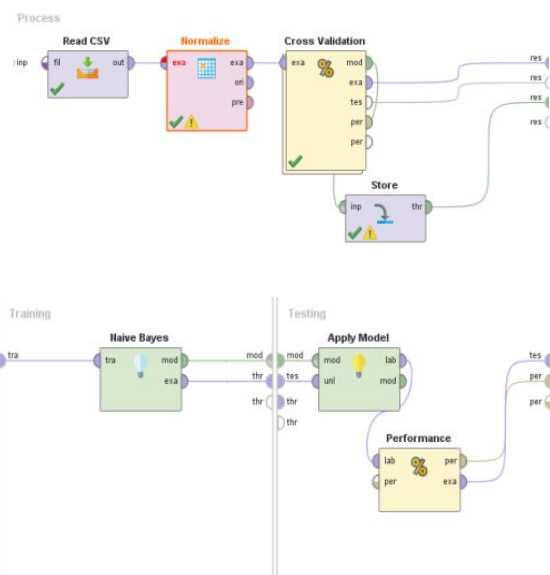 Process
Read CSV
Normalize
Cross Validation
inp
fil
out
exa
exa
ori
pre
exa
mod
exa
tes
per
per
res
res
res
res
Store
inp
thr
Training
Testing
Naive Bayes
tra
tra
mod
exa
mod
thr
thr
Apply Model
mod
tes
thr
thr
mod
unl
lab
mod
tes
per
per
Performance
lab
per
per
exa